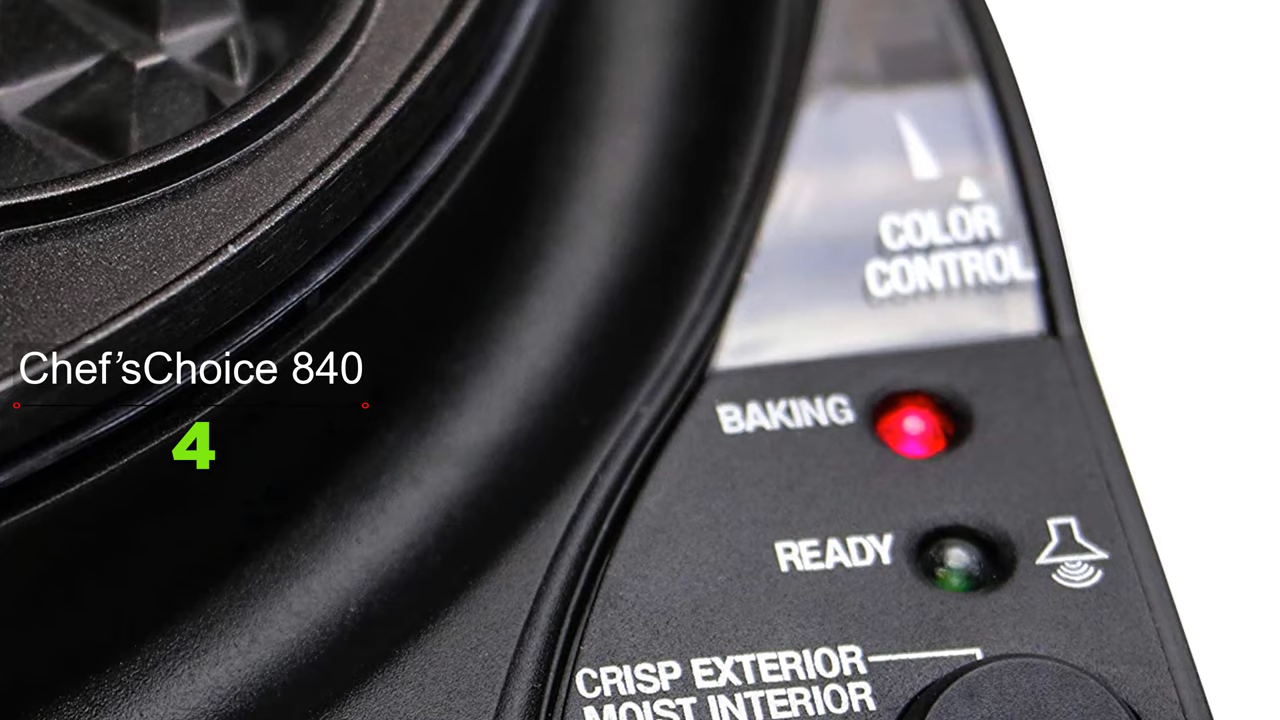 COLOR
CONTROL
Chef’sChoice 840
4
BAKING
READY
CRISP EXTERIOR
MOIST INTERIOR